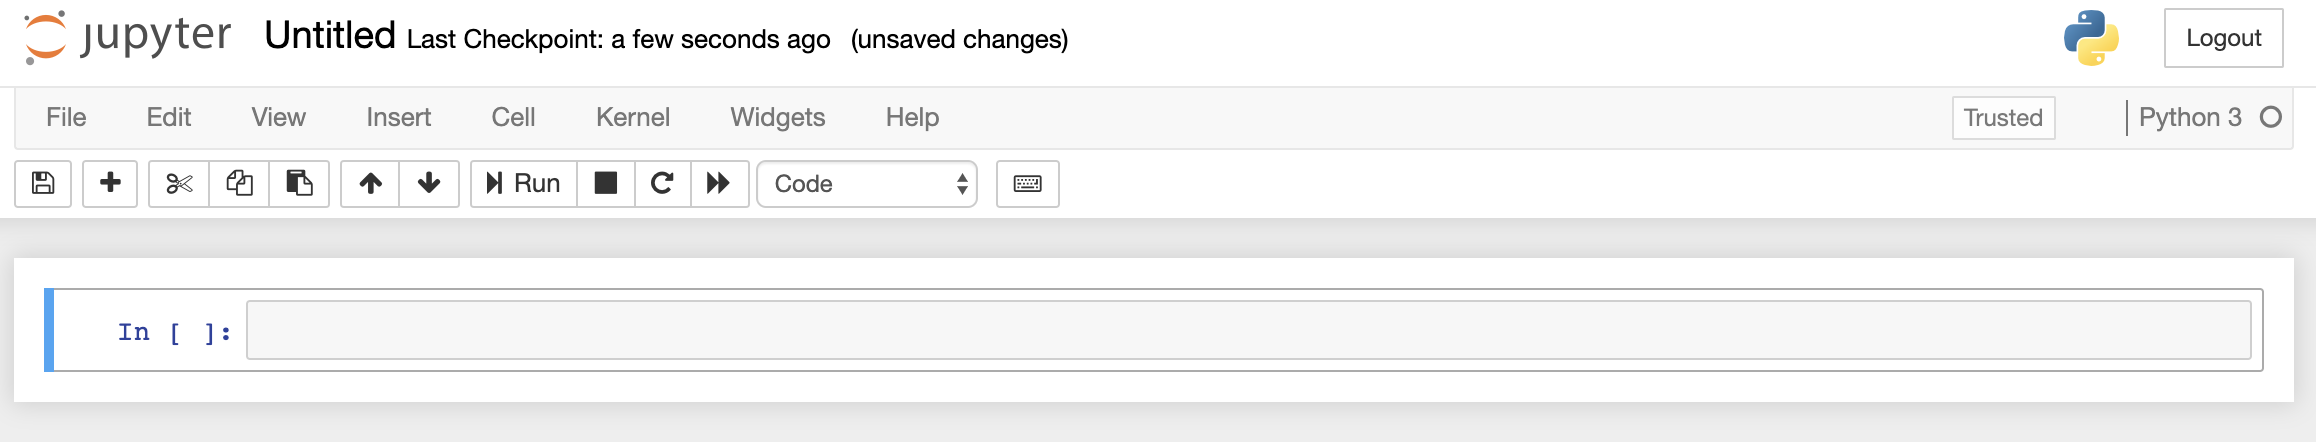 jupyter Untitled Last Checkpoint: a few seconds ago (unsaved changes) Logout
File Edit View Insert Cell Kernel Widgets Help Trusted Python 3
Run Code
In [ ]: